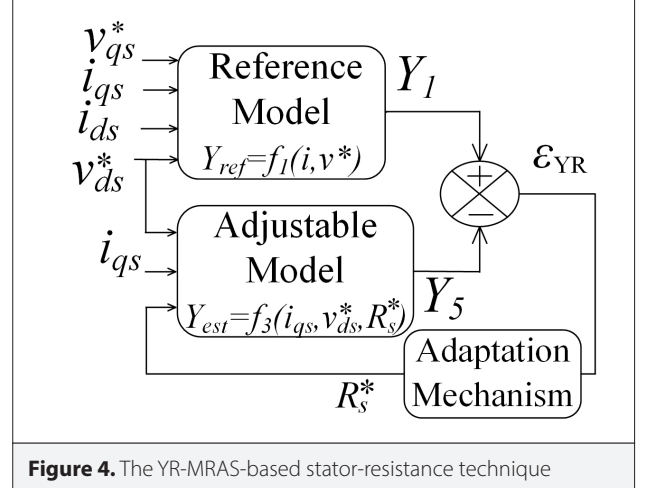 v*qs
iqs
ids
v*ds
Reference
Model
Yref=f1(i,v*)
Y1
+
−
εYR
iqs
Adjustable
Model
Yest=f3(iqs,v*ds,R*s)
Y5
Adaptation
Mechanism
R*s
Figure 4. The YR-MRAS-based stator-resistance technique